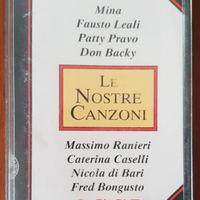 Mina
Fausto Leali
Patty Pravo
Don Backy
LE
NOSTRE
CANZONI
Massimo Ranieri
Caterina Caselli
Nicola di Bari
Fred Bongusto